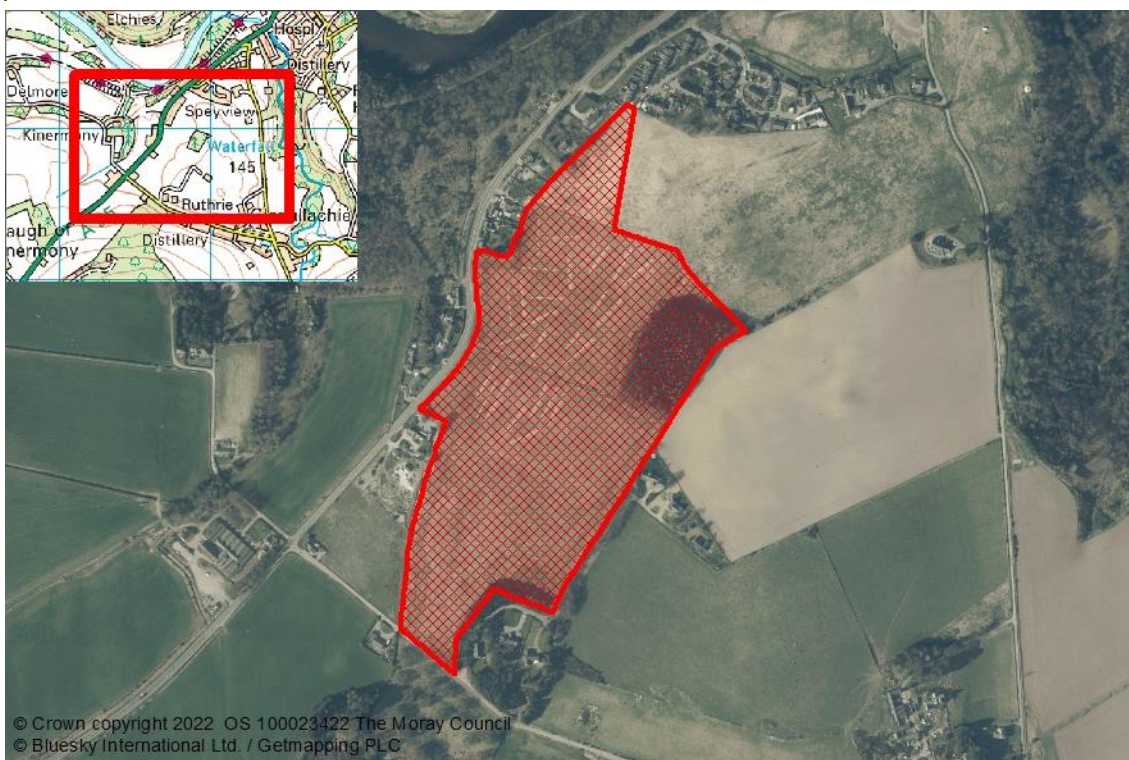 Elchies
Hospl
Distillery
Delmore
Speyview
Kinermony
Waterfall
145
Ruthrie
Distillery
© Crown copyright 2022 OS 100023422 The Moray Council
© Bluesky International Ltd. / Getmapping PLC